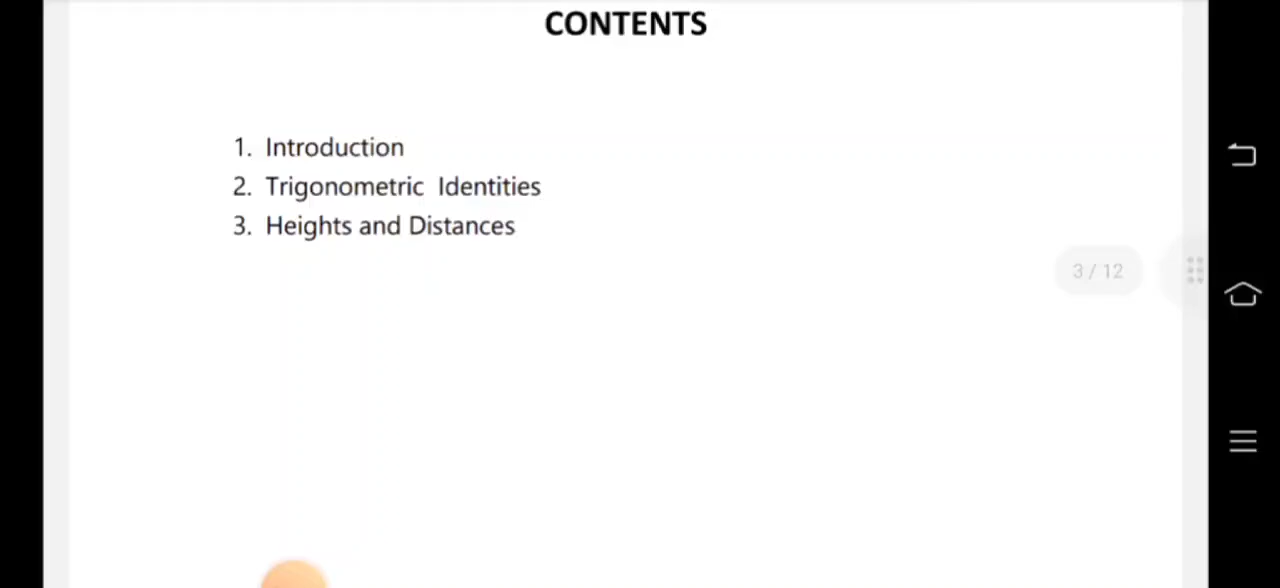 CONTENTS
1. Introduction
2. Trigonometric Identities
3. Heights and Distances
3 / 12